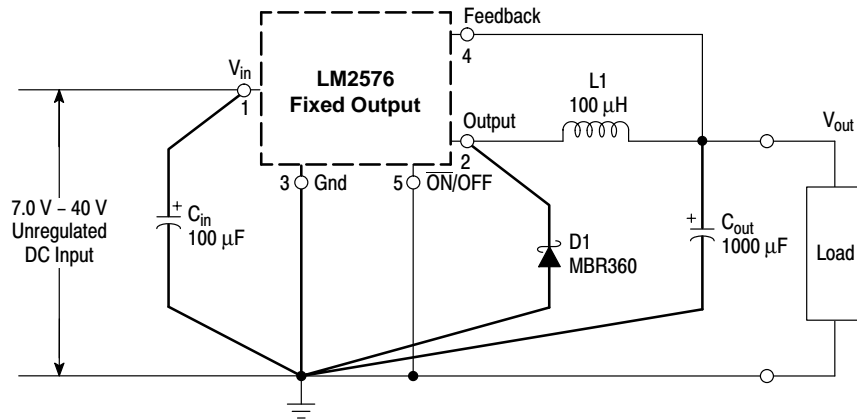 Feedback
4
V_in
1
LM2576
Fixed Output
L1
100 μH
Output
2
V_out
3 Gnd
5 O̅N̅/OFF
7.0 V – 40 V
Unregulated
DC Input
+
C_in
100 μF
D1
MBR360
+
C_out
1000 μF
Load